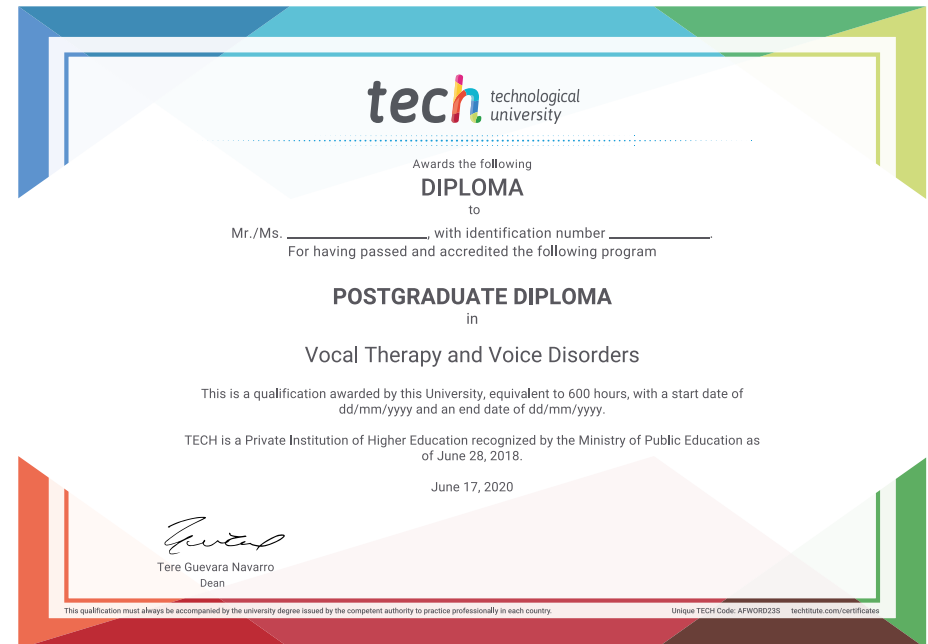 tech technological
university
Awards the following
DIPLOMA
to
Mr./Ms. ____________________, with identification number ______________.
For having passed and accredited the following program
POSTGRADUATE DIPLOMA
in
Vocal Therapy and Voice Disorders
This is a qualification awarded by this University, equivalent to 600 hours, with a start date of
dd/mm/yyyy and an end date of dd/mm/yyyy.
TECH is a Private Institution of Higher Education recognized by the Ministry of Public Education as
of June 28, 2018.
June 17, 2020
Tere Guevara Navarro
Dean
This qualification must always be accompanied by the university degree issued by the competent authority to practice professionally in each country.
Unique TECH Code: AFWORD23S techtitute.com/certificates